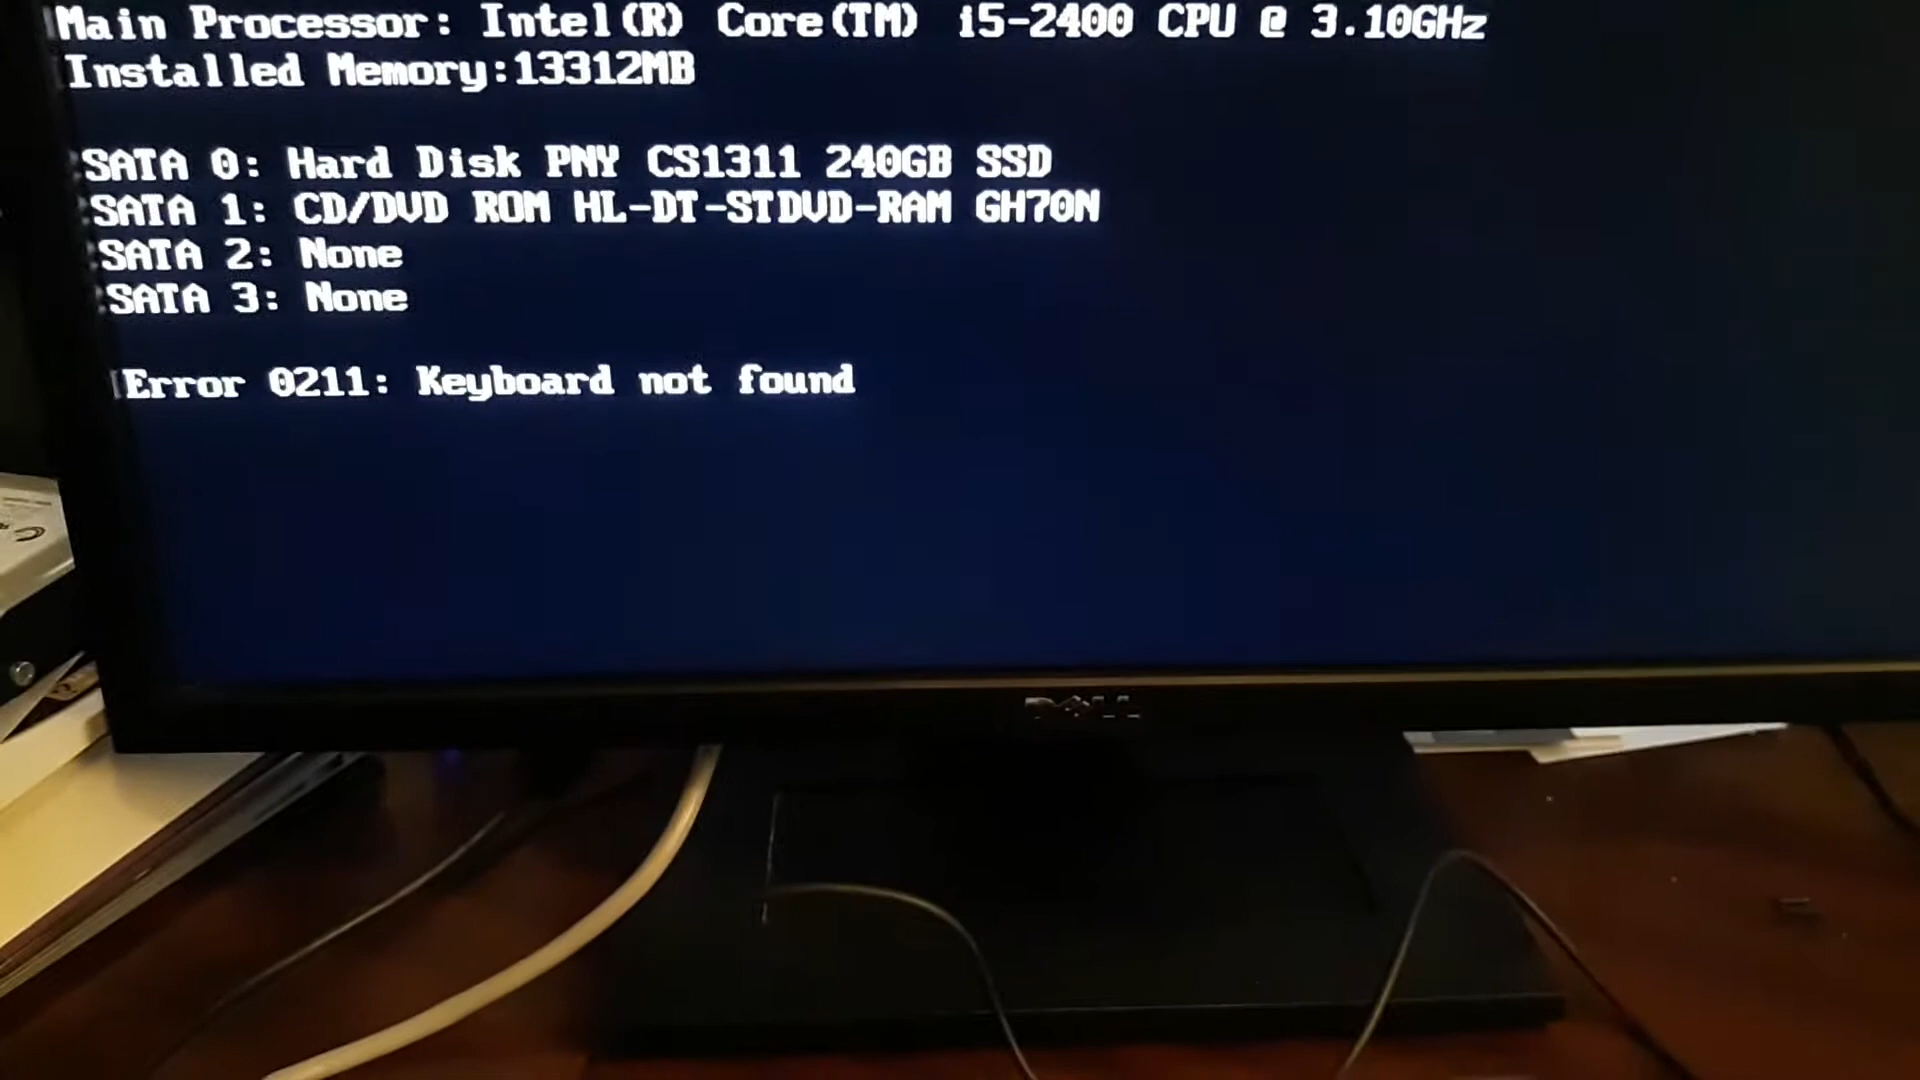 Main Processor: Intel(R) Core(TM) i5-2400 CPU @ 3.10GHz
Installed Memory:13312MB
SATA 0: Hard Disk PNY CS1311 240GB SSD
SATA 1: CD/DVD ROM HL-DT-STDVD-RAM GH70N
SATA 2: None
SATA 3: None
Error 0211: Keyboard not found
DELL